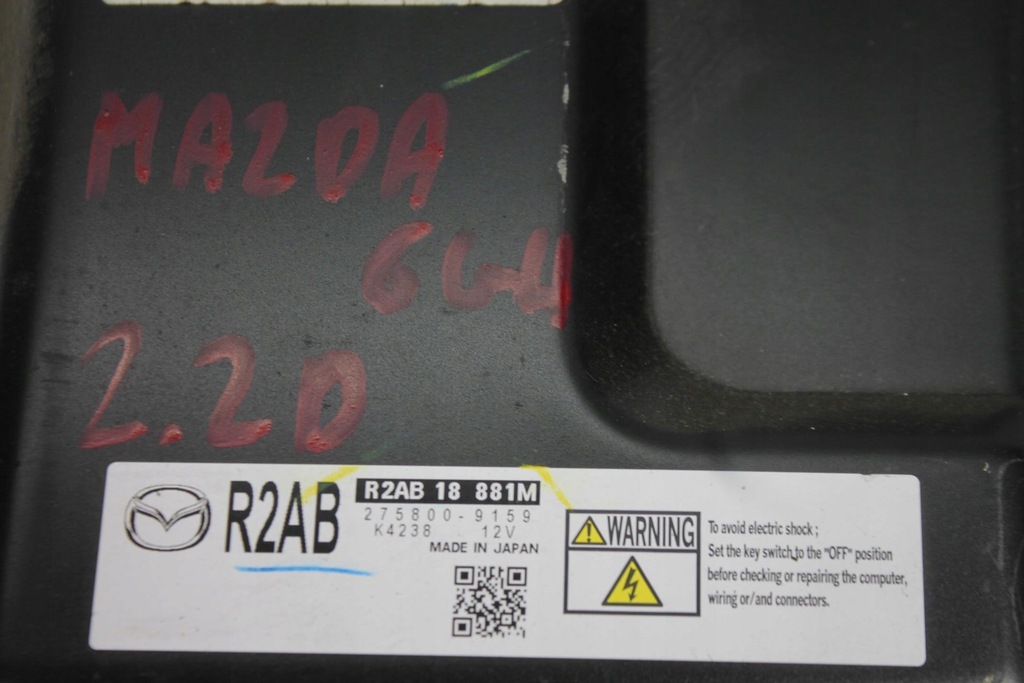 MAZDA
6GH
2.2D
R2AB
R2AB 18 881M
275800-9159
K4238 12V
MADE IN JAPAN
WARNING
To avoid electric shock;
Set the key switch to the "OFF" position
before checking or repairing the computer,
wiring or/and connectors.